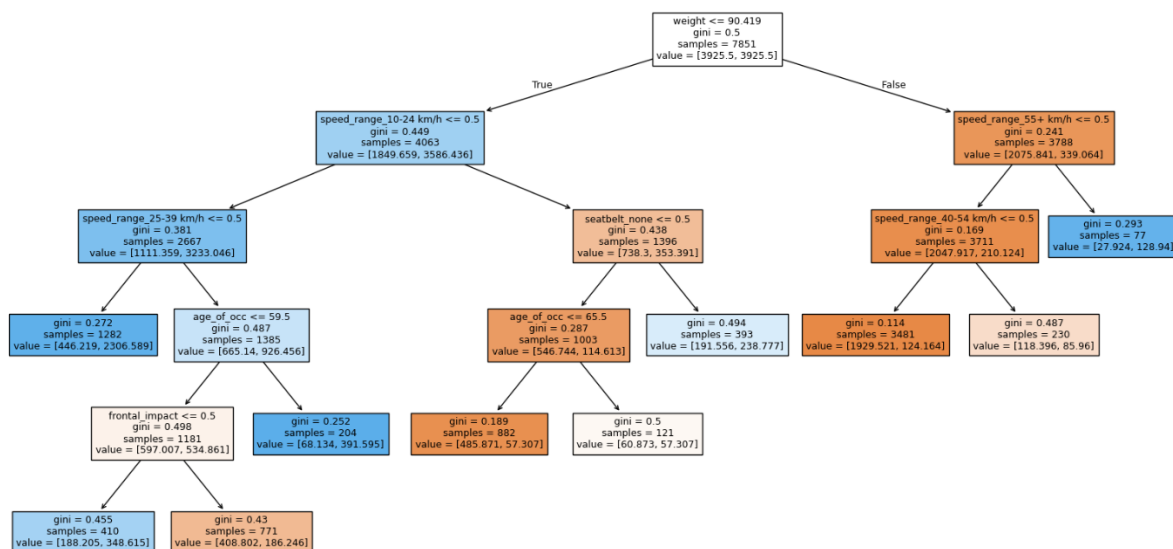 weight <= 90.419
gini = 0.5
samples = 7851
value = [3925.5, 3925.5]
True
False
speed_range_10-24 km/h <= 0.5
gini = 0.449
samples = 4063
value = [1849.659, 3586.436]
speed_range_55+ km/h <= 0.5
gini = 0.241
samples = 3788
value = [2075.841, 339.064]
speed_range_25-39 km/h <= 0.5
gini = 0.381
samples = 2667
value = [1111.359, 3233.046]
seatbelt_none <= 0.5
gini = 0.438
samples = 1396
value = [738.3, 353.391]
speed_range_40-54 km/h <= 0.5
gini = 0.169
samples = 3711
value = [2047.917, 210.124]
gini = 0.293
samples = 77
value = [27.924, 128.94]
gini = 0.272
samples = 1282
value = [446.219, 2306.589]
age_of_occ <= 59.5
gini = 0.487
samples = 1385
value = [665.14, 926.456]
age_of_occ <= 65.5
gini = 0.287
samples = 1003
value = [546.744, 114.613]
gini = 0.494
samples = 393
value = [191.556, 238.777]
gini = 0.114
samples = 3481
value = [1929.521, 124.164]
gini = 0.487
samples = 230
value = [118.396, 85.96]
frontal_impact <= 0.5
gini = 0.498
samples = 1181
value = [597.007, 534.861]
gini = 0.252
samples = 204
value = [68.134, 391.595]
gini = 0.189
samples = 882
value = [485.871, 57.307]
gini = 0.5
samples = 121
value = [60.873, 57.307]
gini = 0.455
samples = 410
value = [188.205, 348.615]
gini = 0.43
samples = 771
value = [408.802, 186.246]